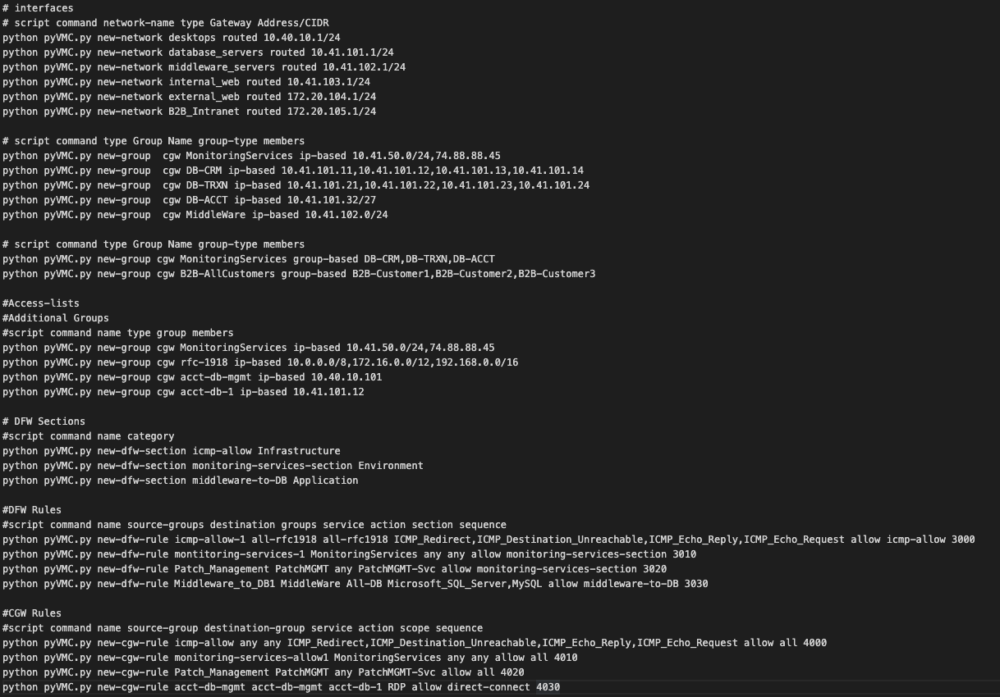 # interfaces
# script command network-name type Gateway Address/CIDR
python pyVMC.py new-network desktops routed 10.40.10.1/24
python pyVMC.py new-network database_servers routed 10.41.101.1/24
python pyVMC.py new-network middleware_servers routed 10.41.102.1/24
python pyVMC.py new-network internal_web routed 10.41.103.1/24
python pyVMC.py new-network external_web routed 172.20.104.1/24
python pyVMC.py new-network B2B_Intranet routed 172.20.105.1/24

# script command type Group Name group-type members
python pyVMC.py new-group  cgw MonitoringServices ip-based 10.41.50.0/24,74.88.88.45
python pyVMC.py new-group  cgw DB-CRM ip-based 10.41.101.11,10.41.101.12,10.41.101.13,10.41.101.14
python pyVMC.py new-group  cgw DB-TRXN ip-based 10.41.101.21,10.41.101.22,10.41.101.23,10.41.101.24
python pyVMC.py new-group  cgw DB-ACCT ip-based 10.41.101.32/27
python pyVMC.py new-group  cgw MiddleWare ip-based 10.41.102.0/24

# script command type Group Name group-type members
python pyVMC.py new-group cgw MonitoringServices group-based DB-CRM,DB-TRXN,DB-ACCT
python pyVMC.py new-group cgw B2B-AllCustomers group-based B2B-Customer1,B2B-Customer2,B2B-Customer3

#Access-lists
#Additional Groups
#script command name type group members
python pyVMC.py new-group cgw MonitoringServices ip-based 10.41.50.0/24,74.88.88.45
python pyVMC.py new-group cgw rfc-1918 ip-based 10.0.0.0/8,172.16.0.0/12,192.168.0.0/16
python pyVMC.py new-group cgw acct-db-mgmt ip-based 10.40.10.101
python pyVMC.py new-group cgw acct-db-1 ip-based 10.41.101.12

# DFW Sections
#script command name category
python pyVMC.py new-dfw-section icmp-allow Infrastructure
python pyVMC.py new-dfw-section monitoring-services-section Environment
python pyVMC.py new-dfw-section middleware-to-DB Application

#DFW Rules
#script command name source-groups destination groups service action section sequence
python pyVMC.py new-dfw-rule icmp-allow-1 all-rfc1918 all-rfc1918 ICMP_Redirect,ICMP_Destination_Unreachable,ICMP_Echo_Reply,ICMP_Echo_Request allow icmp-allow 3000
python pyVMC.py new-dfw-rule montitoring-services-1 MonitoringServices any any allow monitoring-services-section 3010
python pyVMC.py new-dfw-rule Patch_Management PatchMGMT any PatchMGMT-Svc allow monitoring-services-section 3020
python pyVMC.py new-dfw-rule Middleware_to_DB1 MiddleWare All-DB Microsoft_SQL_Server,MySQL allow middleware-to-DB 3030

#CGW Rules
#script command name source-group destination-group service action scope sequence
python pyVMC.py new-cgw-rule icmp-allow any any ICMP_Redirect,ICMP_Destination_Unreachable,ICMP_Echo_Reply,ICMP_Echo_Request allow all 4000
python pyVMC.py new-cgw-rule monitoring-services-allow1 MonitoringServices any any allow all 4010
python pyVMC.py new-cgw-rule Patch_Management PatchMGMT any PatchMGMT-Svc allow all 4020
python pyVMC.py new-cgw-rule acct-db-mgmt acct-db-mgmt acct-db-1 RDP allow direct-connect 4030